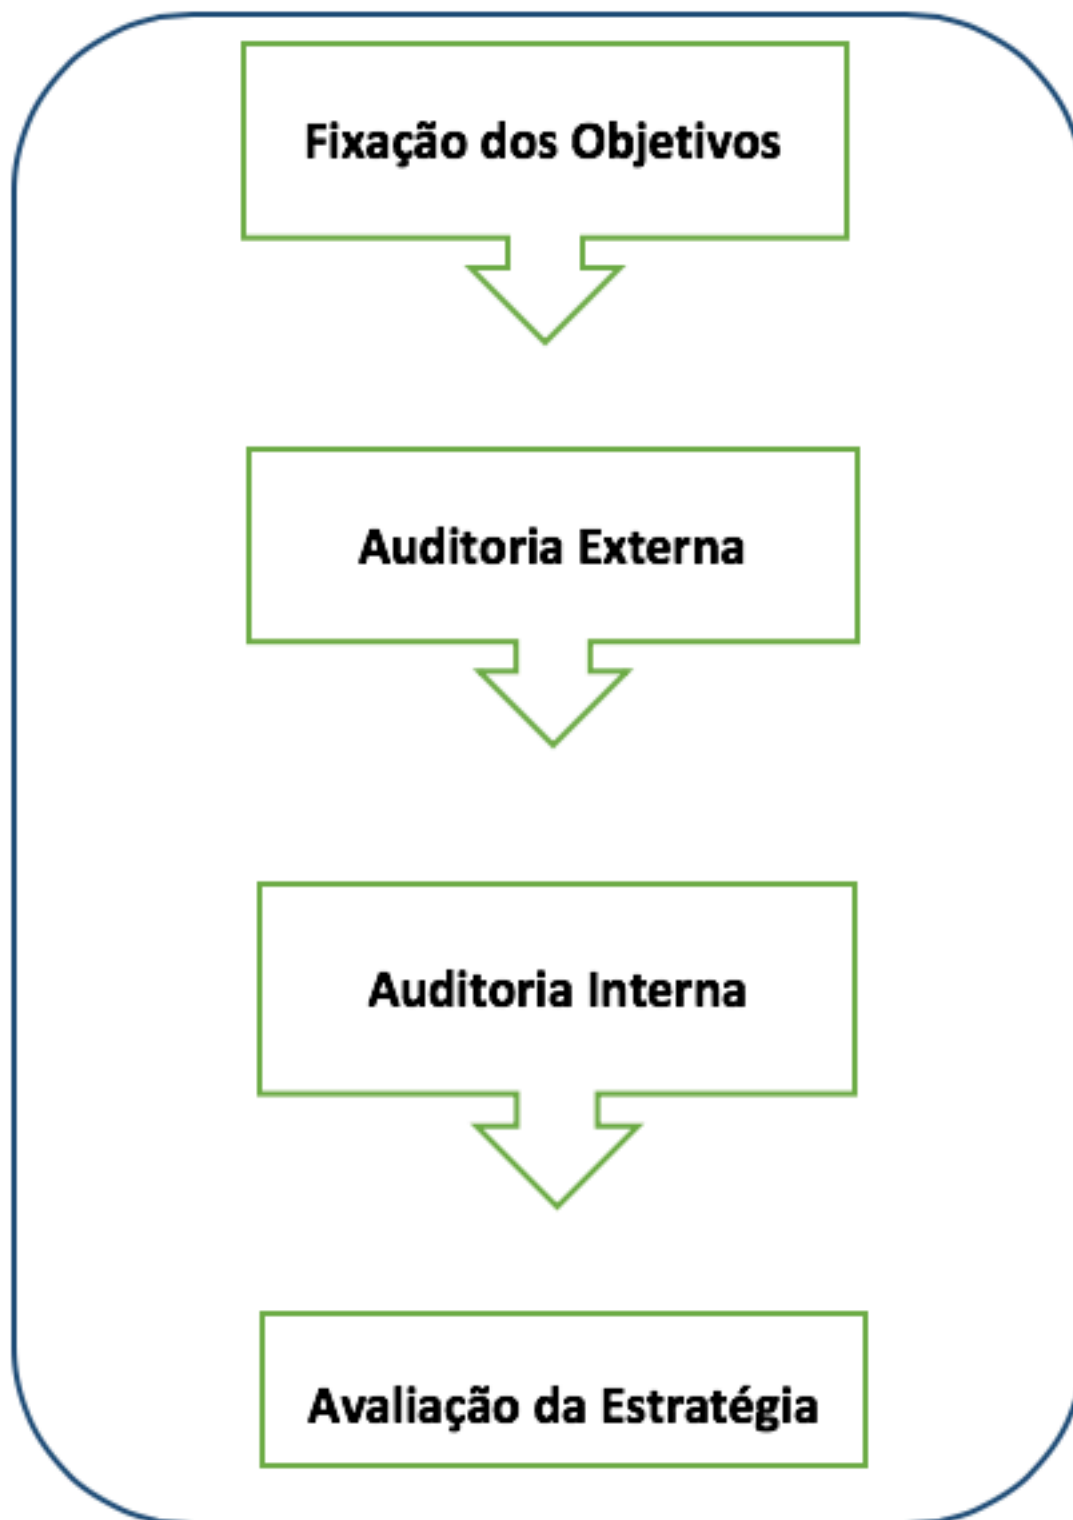 Fixação dos Objetivos
Auditoria Externa
Auditoria Interna
Avaliação da Estratégia